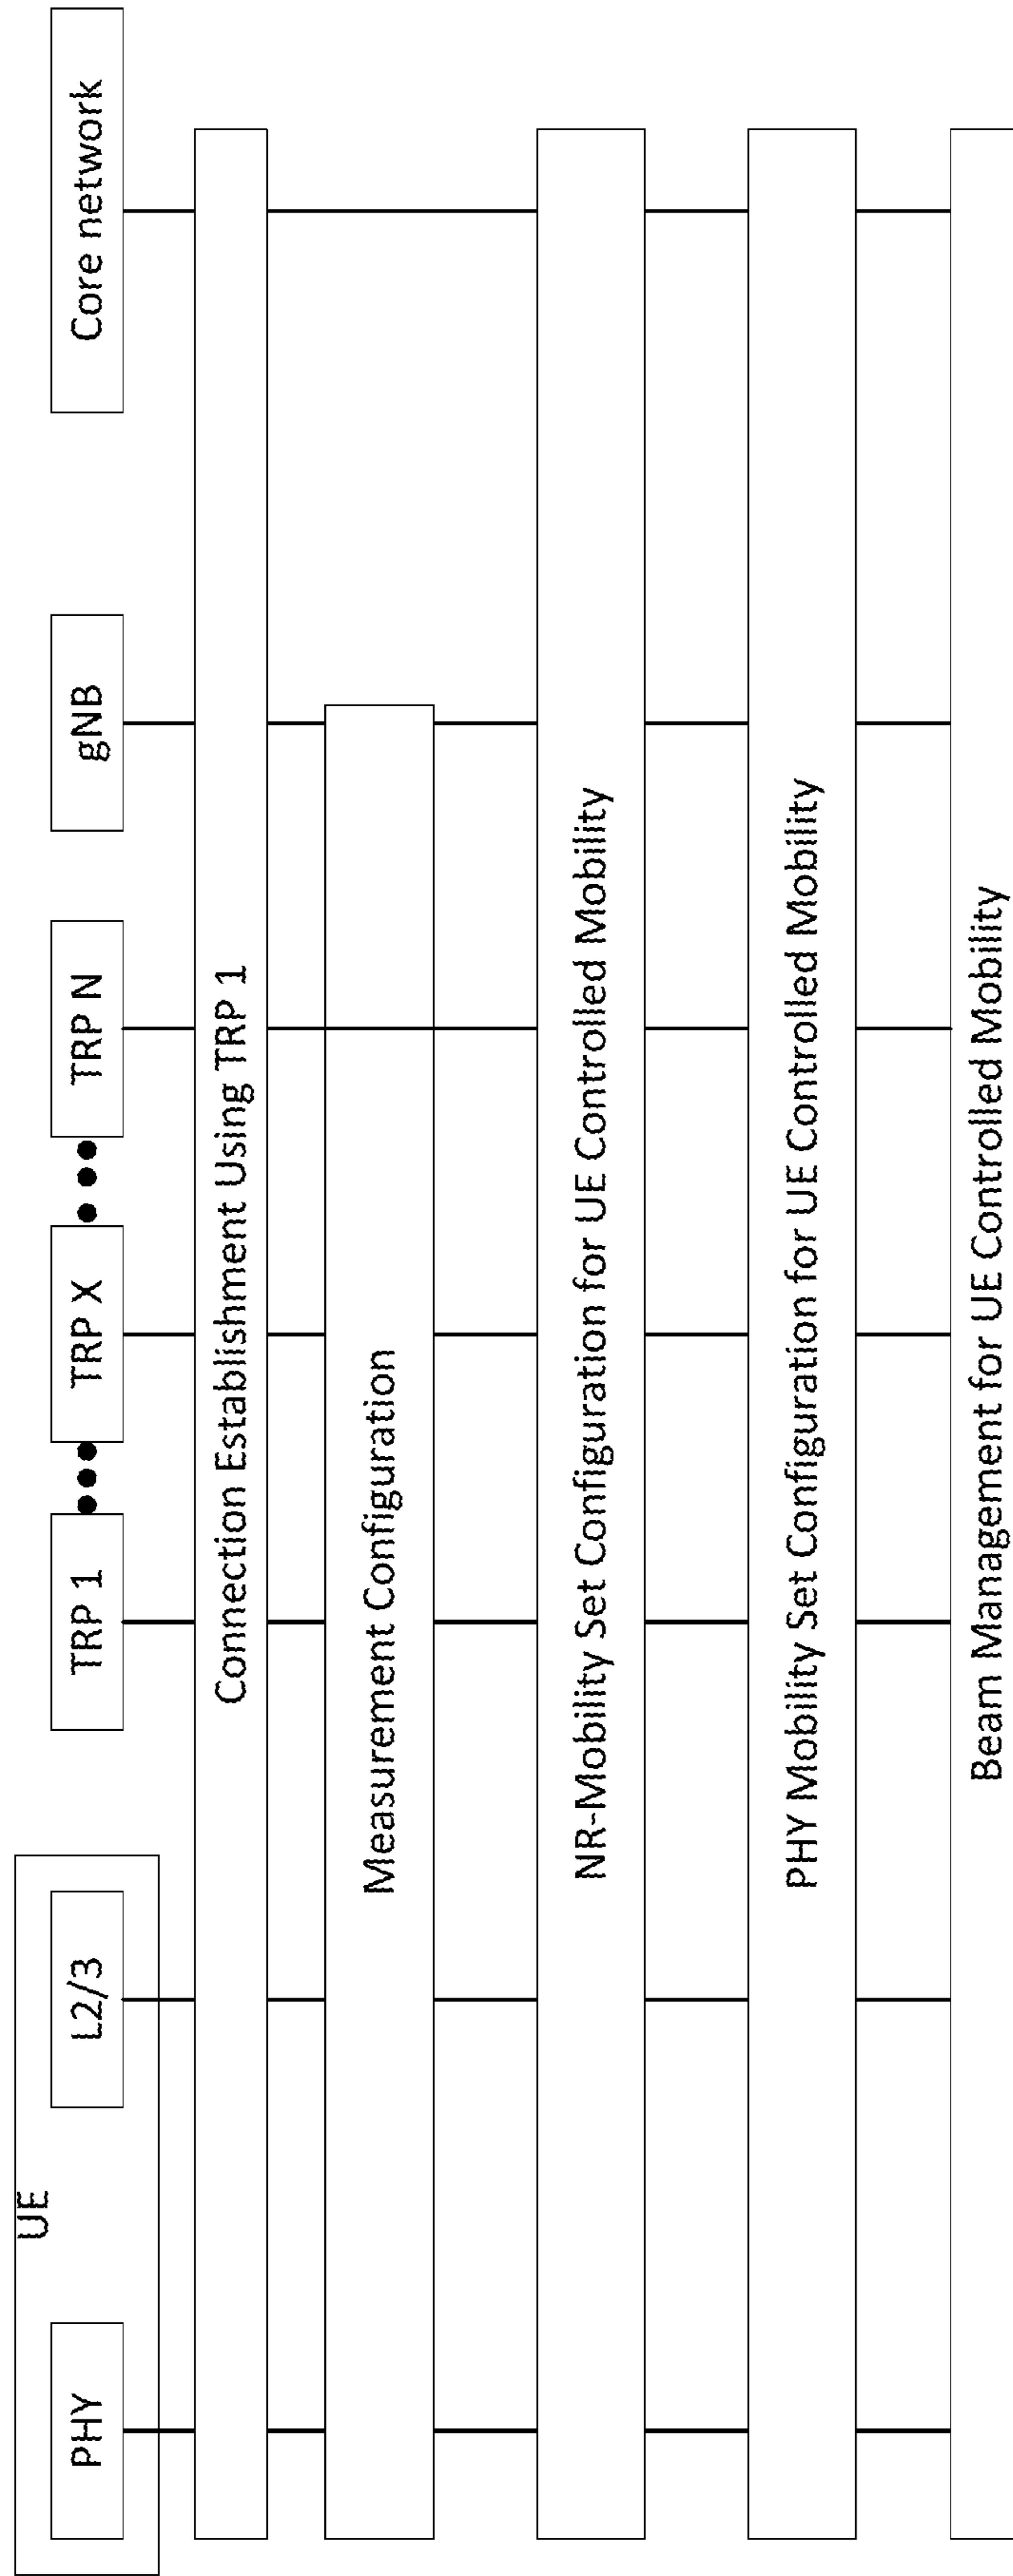 UE
PHY
L2/3
TRP 1
TRP X
TRP N
gNB
Core network
Connection Establishment Using TRP 1
Measurement Configuration
NR-Mobility Set Configuration for UE Controlled Mobility
PHY Mobility Set Configuration for UE Controlled Mobility
Beam Management for UE Controlled Mobility